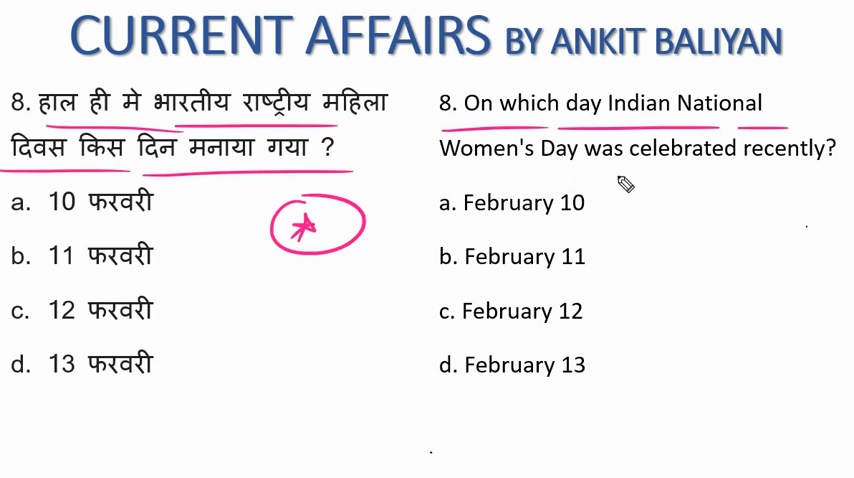 CURRENT AFFAIRS BY ANKIT BALIYAN
8. हाल ही मे भारतीय राष्ट्रीय महिला
दिवस किस दिन मनाया गया ?
a. 10 फरवरी
b. 11 फरवरी
c. 12 फरवरी
d. 13 फरवरी
8. On which day Indian National
Women's Day was celebrated recently?
a. February 10
b. February 11
c. February 12
d. February 13